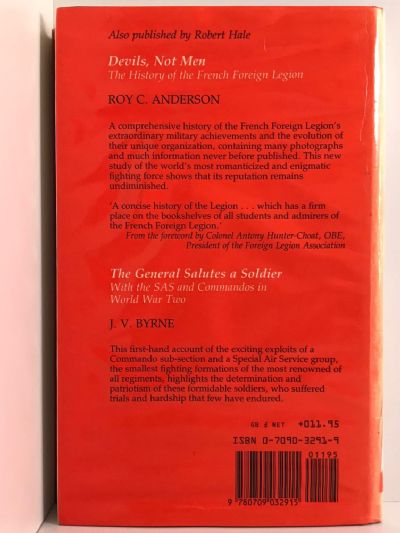 Also published by Robert Hale
Devils, Not Men
The History of the French Foreign Legion
ROY C. ANDERSON
A comprehensive history of the French Foreign Legion's
extraordinary military achievements and the evolution of
their unique organization, containing many photographs
and much information never before published. This new
study of the world's most romanticized and enigmatic
fighting force shows that its reputation remains
undiminished.
'A concise history of the Legion . . . which has a firm
place on the bookshelves of all students and admirers of
the French Foreign Legion.'
From the foreword by Colonel Antony Hunter-Choat, OBE,
President of the Foreign Legion Association
The General Salutes a Soldier
With the SAS and Commandos in
World War Two
J. V. BYRNE
This first-hand account of the exciting exploits of a
Commando sub-section and a Special Air Service group,
the smallest fighting formations of the most renowned of
all regiments, highlights the determination and
patriotism of these formidable soldiers, who suffered
trials and hardship that few have endured.
GB £ NET +011.95
ISBN 0-7090-3291-9
01195
9 780709 032915